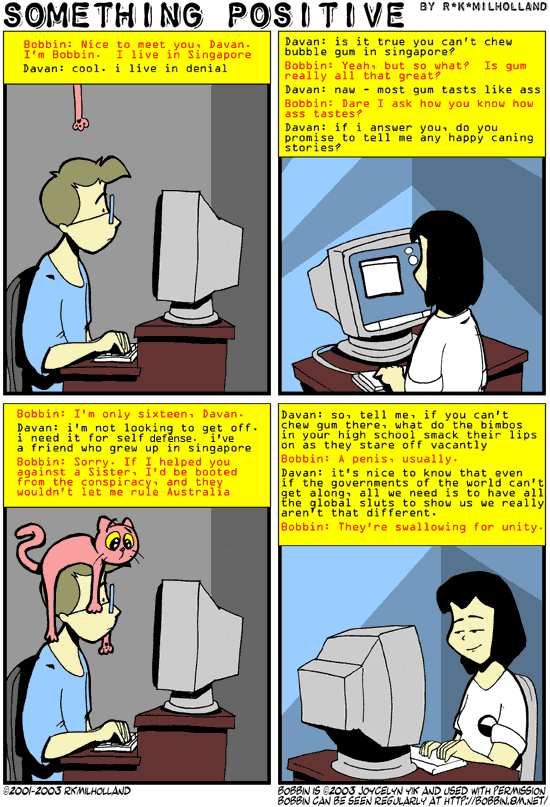 SOMETHING POSITIVE BY R*K*MILHOLLAND
Bobbin: Nice to meet you, Davan.
I'm Bobbin. I live in Singapore
Davan: cool. i live in denial
Davan: is it true you can't chew
bubble gum in singapore?
Bobbin: Yeah, but so what? Is gum
really all that great?
Davan: naw - most gum tastes like ass
Bobbin: Dare I ask how you know how
ass tastes?
Davan: if i answer you, do you
promise to tell me any happy caning
stories?
Bobbin: I'm only sixteen, Davan.
Davan: i'm not looking to get off.
i need it for self defense. i've
a friend who grew up in singapore
Bobbin: Sorry. If I helped you
against a Sister, I'd be booted
from the conspiracy, and they
wouldn't let me rule Australia
Davan: so, tell me, if you can't
chew gum there, what do the bimbos
in your high school smack their lips
on as they stare off vacantly
Bobbin: A penis, usually.
Davan: it's nice to know that even
if the governments of the world can't
get along, all we need is to have all
the global sluts to show us we really
aren't that different.
Bobbin: They're swallowing for unity.
©2001-2003 RKMILHOLLAND
BOBBIN IS ©2003 JOYCELYN YIK AND USED WITH PERMISSION
BOBBIN CAN BE SEEN REGULARLY AT HTTP://BOBBIN.BM.NET/